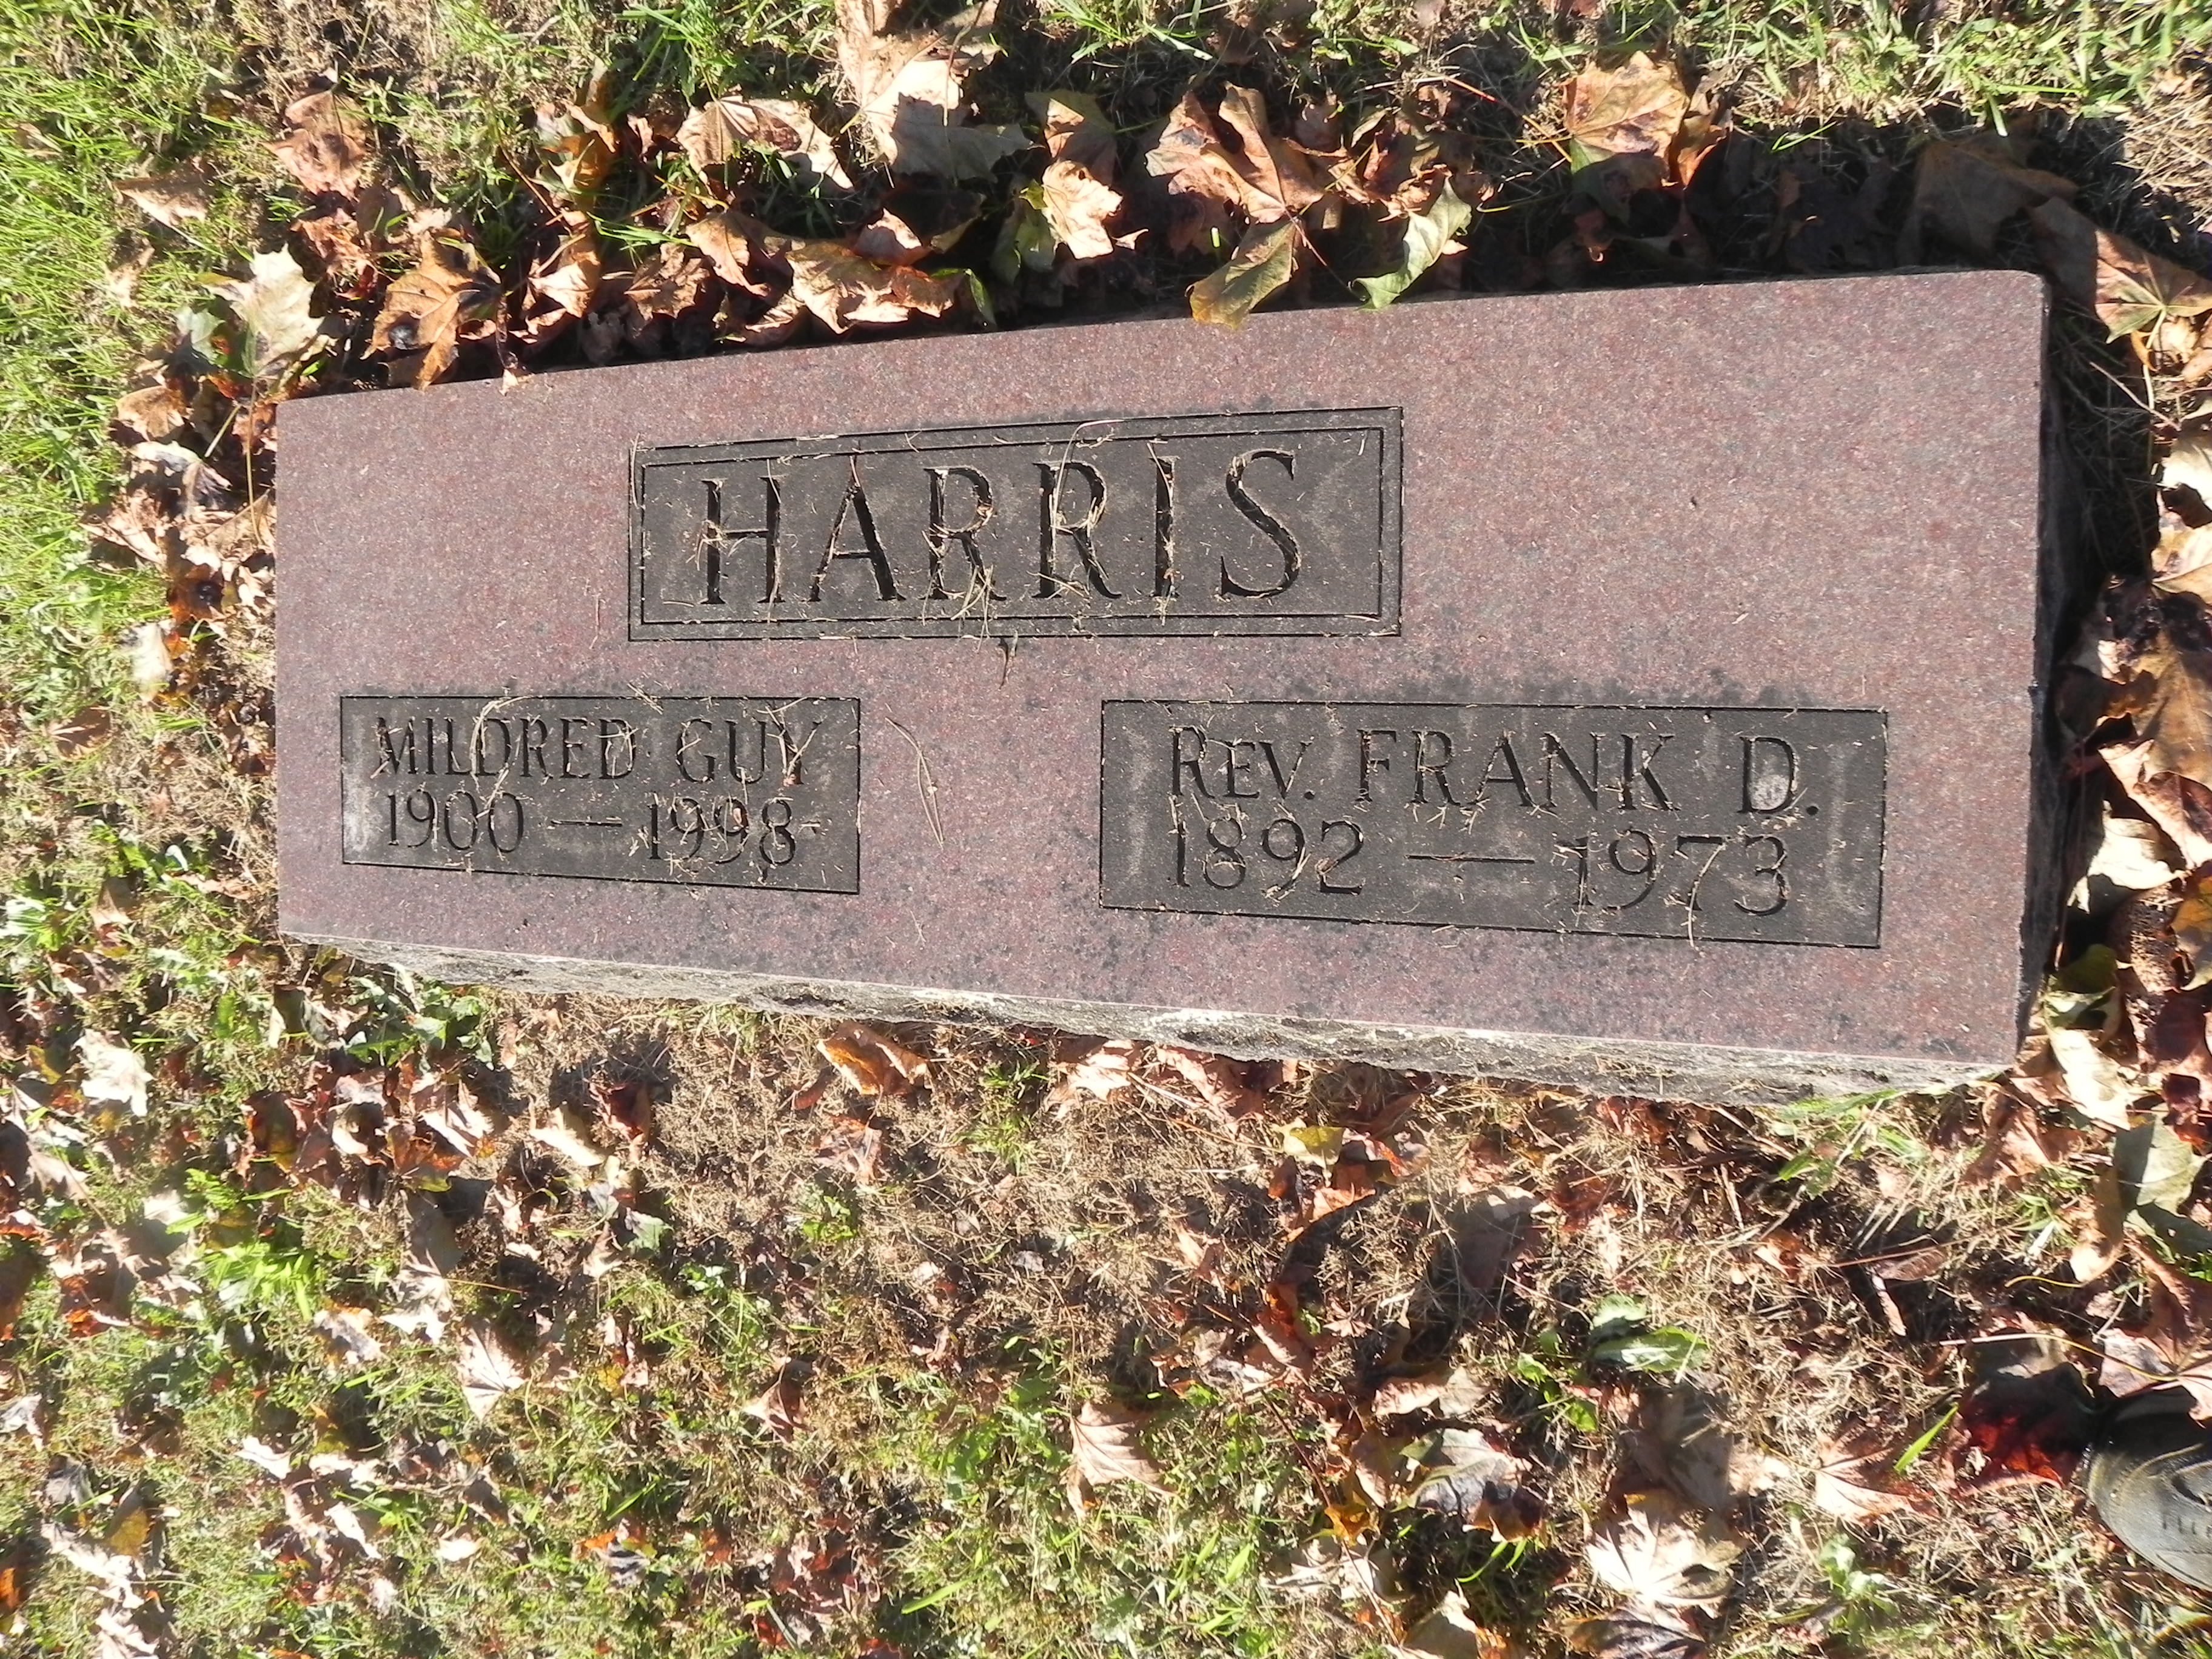 HARRIS
MILDRED GUY
1900 — 1998
REV. FRANK D.
1892 — 1973